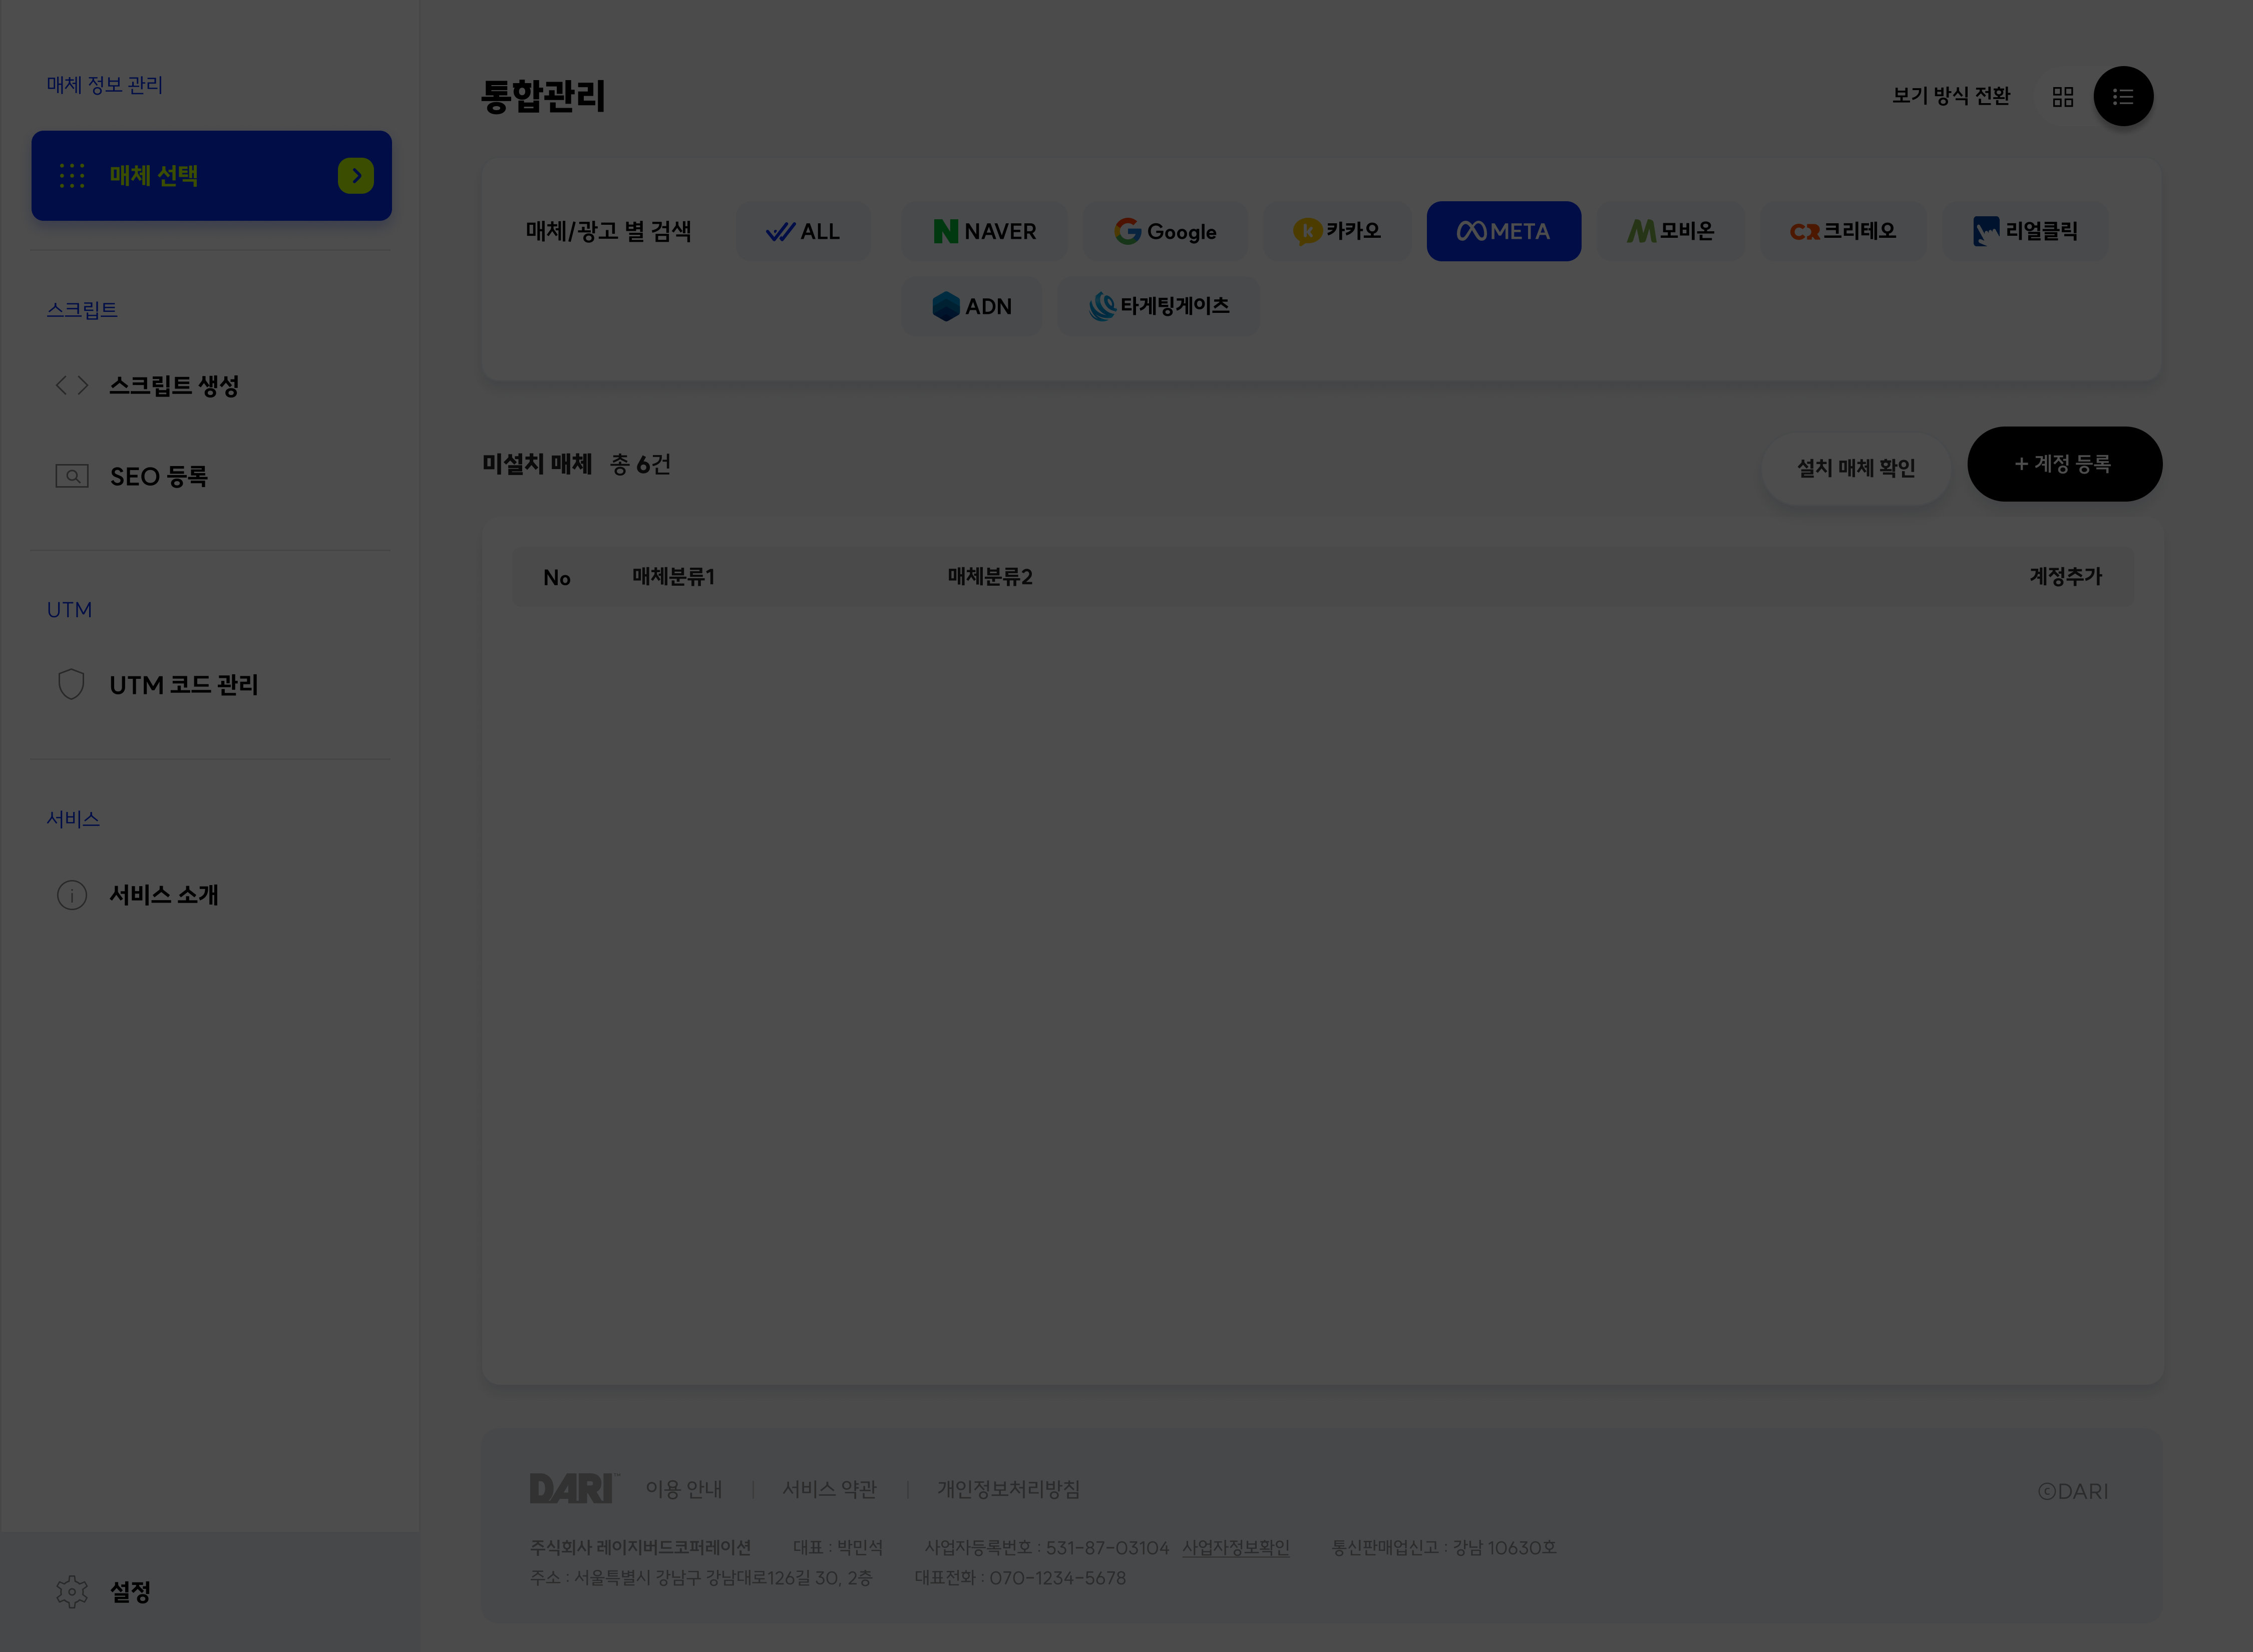 매체 정보 관리
매체 선택
스크립트
스크립트 생성
SEO 등록
UTM
UTM 코드 관리
서비스
서비스 소개
설정
통합관리
보기 방식 전환
매체/광고 별 검색
ALL
NAVER
Google
카카오
META
모비온
크리테오
리얼클릭
ADN
타게팅게이츠
미설치 매체 총 6건
설치 매체 확인
+ 계정 등록
No 매체분류1 매체분류2 계정추가
DARI™ 이용 안내 서비스 약관 개인정보처리방침
ⓒDARI
주식회사 레이지버드코퍼레이션 대표 : 박민석 사업자등록번호 : 531-87-03104 사업자정보확인 통신판매업신고 : 강남 10630호
주소 : 서울특별시 강남구 강남대로126길 30, 2층 대표전화 : 070-1234-5678